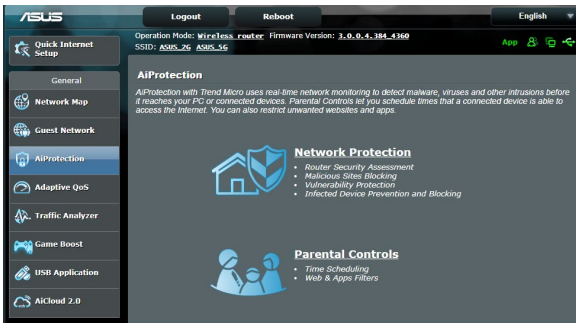 ASUS
Logout
Reboot
English
Operation Mode: Wireless router Firmware Version: 3.0.0.4.384_4360
SSID: ASUS_2G ASUS_5G
App
Quick Internet
Setup
General
Network Map
Guest Network
AiProtection
Adaptive QoS
Traffic Analyzer
Game Boost
USB Application
AiCloud 2.0
AiProtection
AiProtection with Trend Micro uses real-time network monitoring to detect malware, viruses and other intrusions before
it reaches your PC or connected devices. Parental Controls let you schedule times that a connected device is able to
access the Internet. You can also restrict unwanted websites and apps.
Network Protection
• Router Security Assessment
• Malicious Sites Blocking
• Vulnerability Protection
• Infected Device Prevention and Blocking
Parental Controls
• Time Scheduling
• Web & Apps Filters